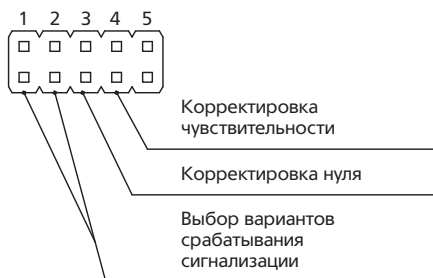 1 2 3 4 5
Корректировка
чувствительности
Корректировка нуля
Выбор вариантов
срабатывания
сигнализации